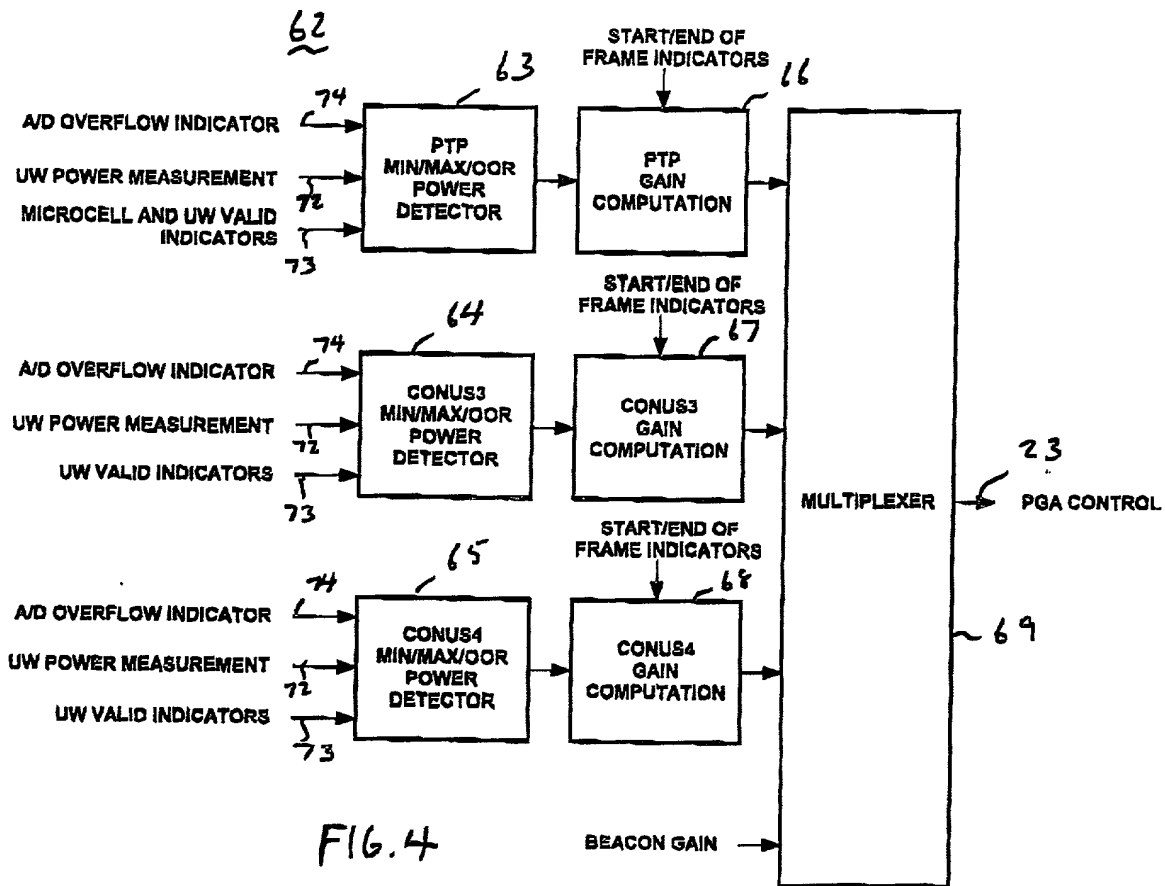 62
START/END OF
FRAME INDICATORS
63
66
74
A/D OVERFLOW INDICATOR
UW POWER MEASUREMENT
72
MICROCELL AND UW VALID
INDICATORS
73
PTP
MIN/MAX/OOR
POWER
DETECTOR
PTP
GAIN
COMPUTATION
START/END OF
FRAME INDICATORS
64
67
74
A/D OVERFLOW INDICATOR
UW POWER MEASUREMENT
72
UW VALID INDICATORS
73
CONUS3
MIN/MAX/OOR
POWER
DETECTOR
CONUS3
GAIN
COMPUTATION
MULTIPLEXER
23
PGA CONTROL
START/END OF
FRAME INDICATORS
65
68
74
A/D OVERFLOW INDICATOR
UW POWER MEASUREMENT
72
UW VALID INDICATORS
73
CONUS4
MIN/MAX/OOR
POWER
DETECTOR
CONUS4
GAIN
COMPUTATION
69
FIG. 4
BEACON GAIN